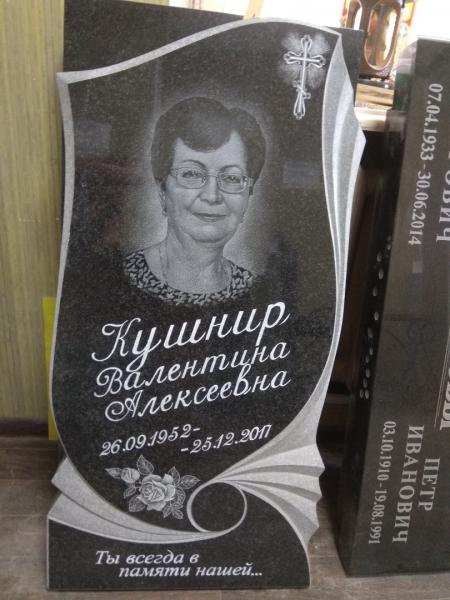 Кушнир
Валентина
Алексеевна
26.09.1952-
-25.12.2017
Ты всегда в
памяти нашей...
07.04.1933 - 30.06.2014
ПЕТР
ИВАНОВИЧ
03.10.1910 - 19.08.1991